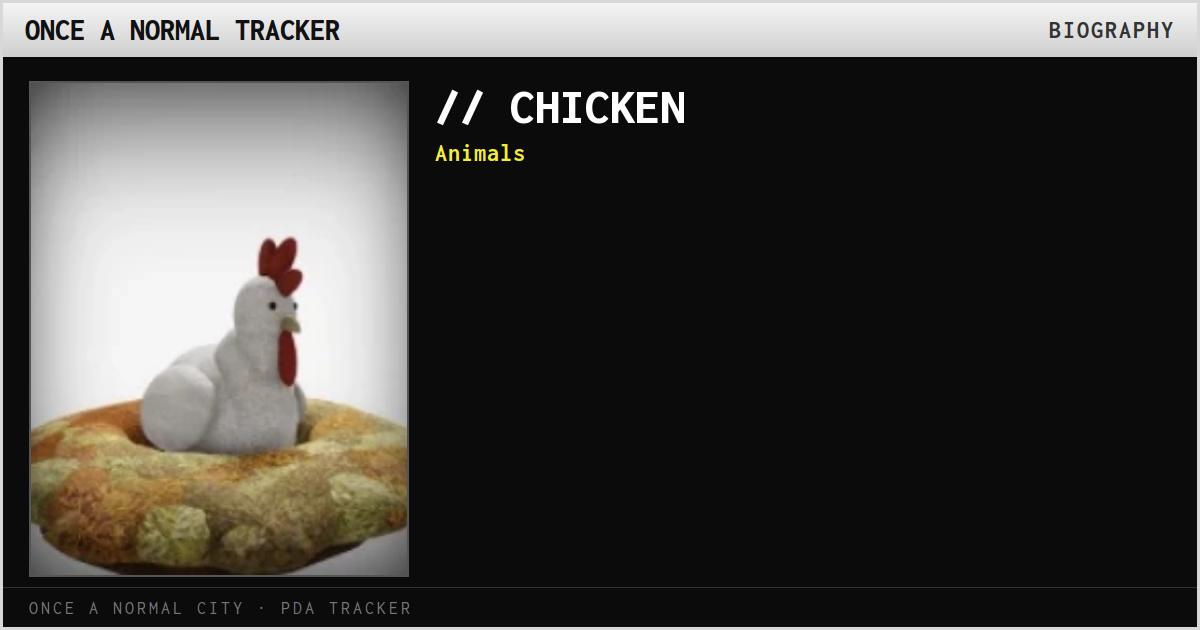 ONCE A NORMAL TRACKER
BIOGRAPHY
// CHICKEN
Animals
ONCE A NORMAL CITY · PDA TRACKER